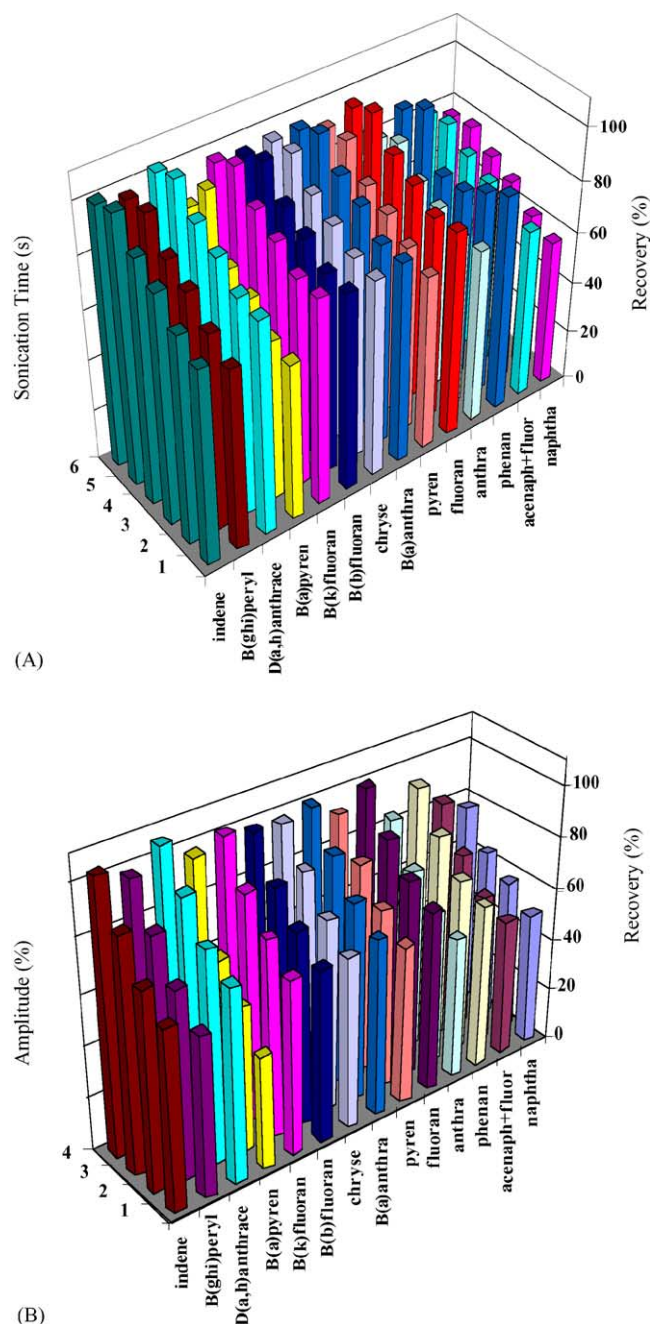 100
80
60
40
20
0
Recovery (%)
Sonication Time (s)
6
5
4
3
2
1
indene
B(ghi)peryl
D(a,h)anthrace
B(a)pyren
B(k)fluoran
B(b)fluoran
chryse
B(a)anthra
pyren
fluoran
anthra
phenan
acenaph+fluor
naphtha
(A)
100
80
60
40
20
0
Recovery (%)
Amplitude (%)
4
3
2
1
indene
B(ghi)peryl
D(a,h)anthrace
B(a)pyren
B(k)fluoran
B(b)fluoran
chryse
B(a)anthra
pyren
fluoran
anthra
phenan
acenaph+fluor
naphtha
(B)